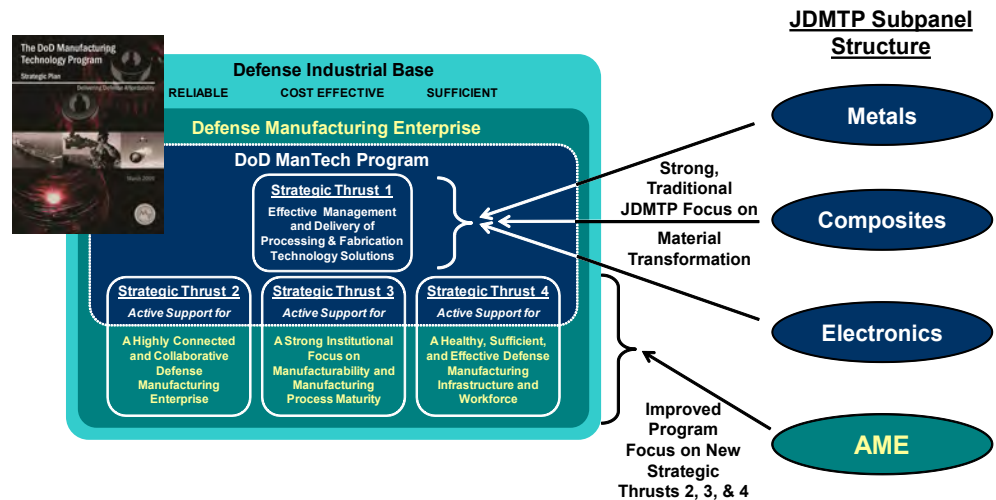 JDMTP Subpanel
Structure
The DoD Manufacturing
Technology Program
Strategic Plan
Delivering Defense Affordability
March 2009
Defense Industrial Base
RELIABLE COST EFFECTIVE SUFFICIENT
Defense Manufacturing Enterprise
DoD ManTech Program
Strategic Thrust 1
Effective Management
and Delivery of
Processing & Fabrication
Technology Solutions
Strategic Thrust 2
Active Support for
A Highly Connected
and Collaborative
Defense
Manufacturing
Enterprise
Strategic Thrust 3
Active Support for
A Strong Institutional
Focus on
Manufacturability and
Manufacturing
Process Maturity
Strategic Thrust 4
Active Support for
A Healthy, Sufficient,
and Effective Defense
Manufacturing
Infrastructure and
Workforce
Strong,
Traditional
JDMTP Focus on
Material
Transformation
Improved
Program
Focus on New
Strategic
Thrusts 2, 3, & 4
Metals
Composites
Electronics
AME